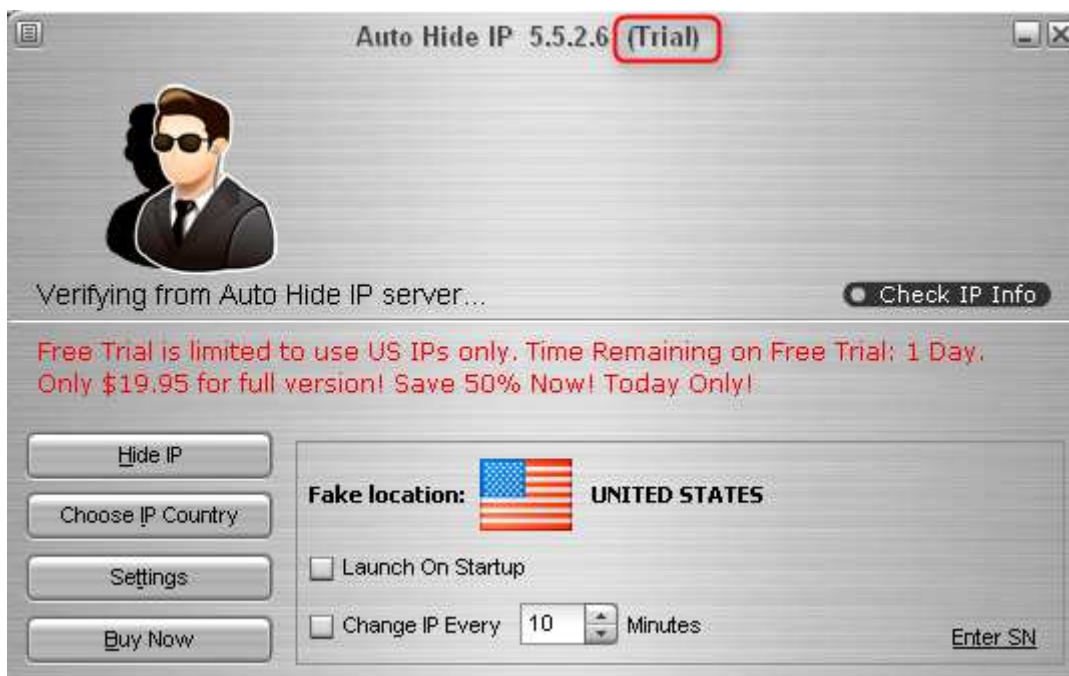 Auto Hide IP 5.5.2.6 (Trial)
Verifying from Auto Hide IP server...
Check IP Info
Free Trial is limited to use US IPs only. Time Remaining on Free Trial: 1 Day.
Only $19.95 for full version! Save 50% Now! Today Only!
Hide IP
Choose IP Country
Settings
Buy Now
Fake location: UNITED STATES
Launch On Startup
Change IP Every 10 Minutes
Enter SN